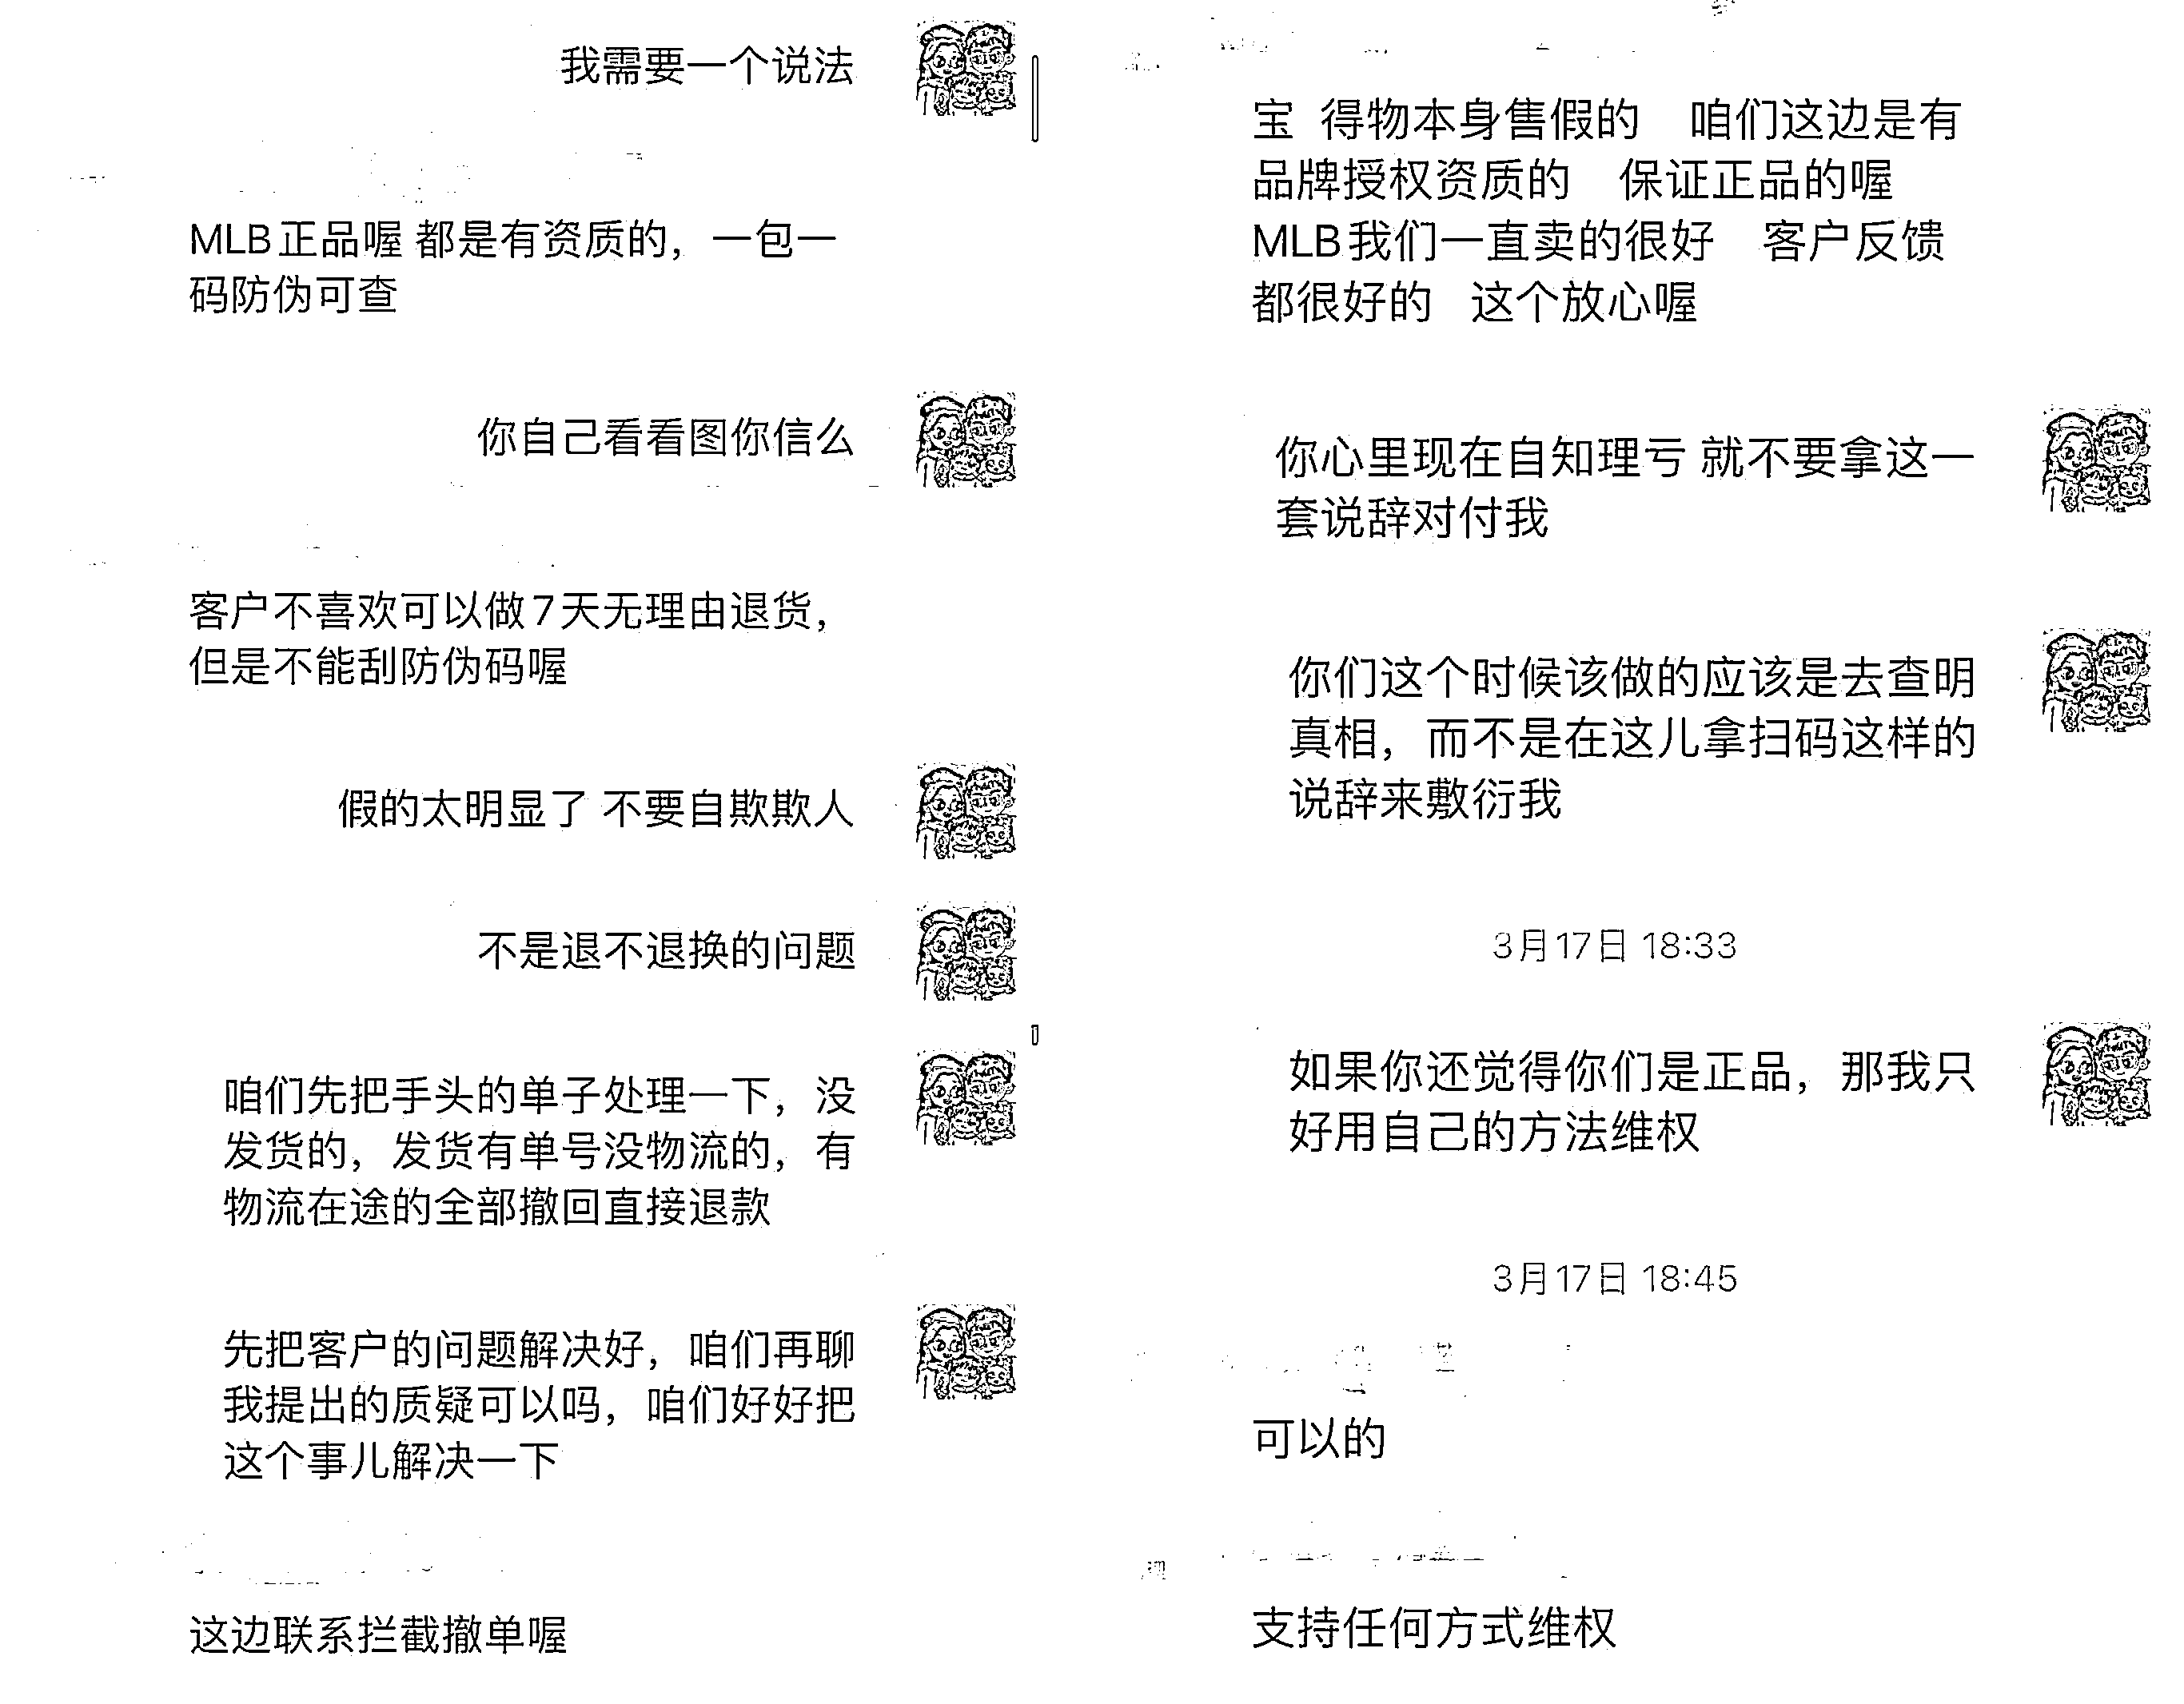 我需要一个说法
MLB正品喔 都是有资质的，一包一
码防伪可查
你自己看看图你信么
客户不喜欢可以做7天无理由退货，
但是不能刮防伪码喔
假的太明显了 不要自欺欺人
不是退不退换的问题
咱们先把手头的单子处理一下，没
发货的，发货有单号没物流的，有
物流在途的全部撤回直接退款
先把客户的问题解决好，咱们再聊
我提出的质疑可以吗，咱们好好把
这个事儿解决一下
这边联系拦截撤单喔
宝 得物本身售假的 咱们这边是有
品牌授权资质的 保证正品的喔
MLB我们一直卖的很好 客户反馈
都很好的 这个放心喔
你心里现在自知理亏 就不要拿这一
套说辞对付我
你们这个时候该做的应该是去查明
真相，而不是在这儿拿扫码这样的
说辞来敷衍我
3月17日 18:33
如果你还觉得你们是正品，那我只
好用自己的方法维权
3月17日 18:45
可以的
支持任何方式维权